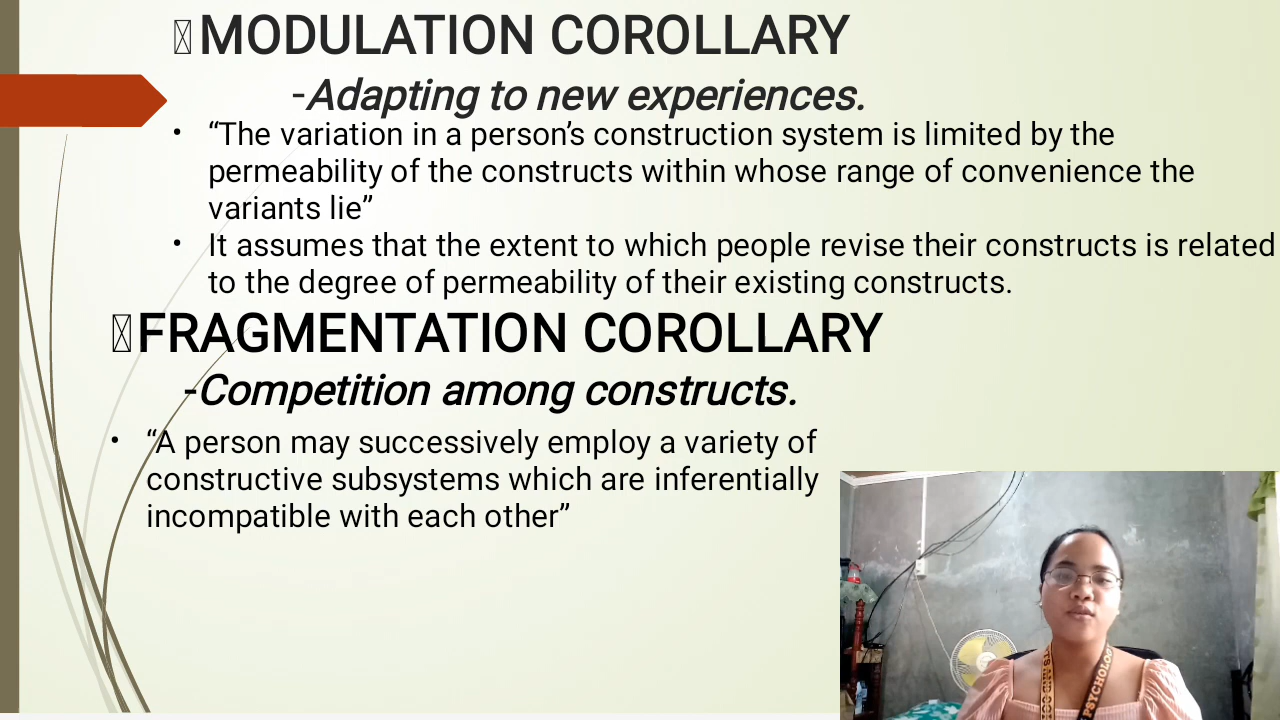 MODULATION COROLLARY
-Adapting to new experiences.
• “The variation in a person’s construction system is limited by the
permeability of the constructs within whose range of convenience the
variants lie”
• It assumes that the extent to which people revise their constructs is related
to the degree of permeability of their existing constructs.
FRAGMENTATION COROLLARY
-Competition among constructs.
• “A person may successively employ a variety of
constructive subsystems which are inferentially
incompatible with each other”
PSYCHOLOGY